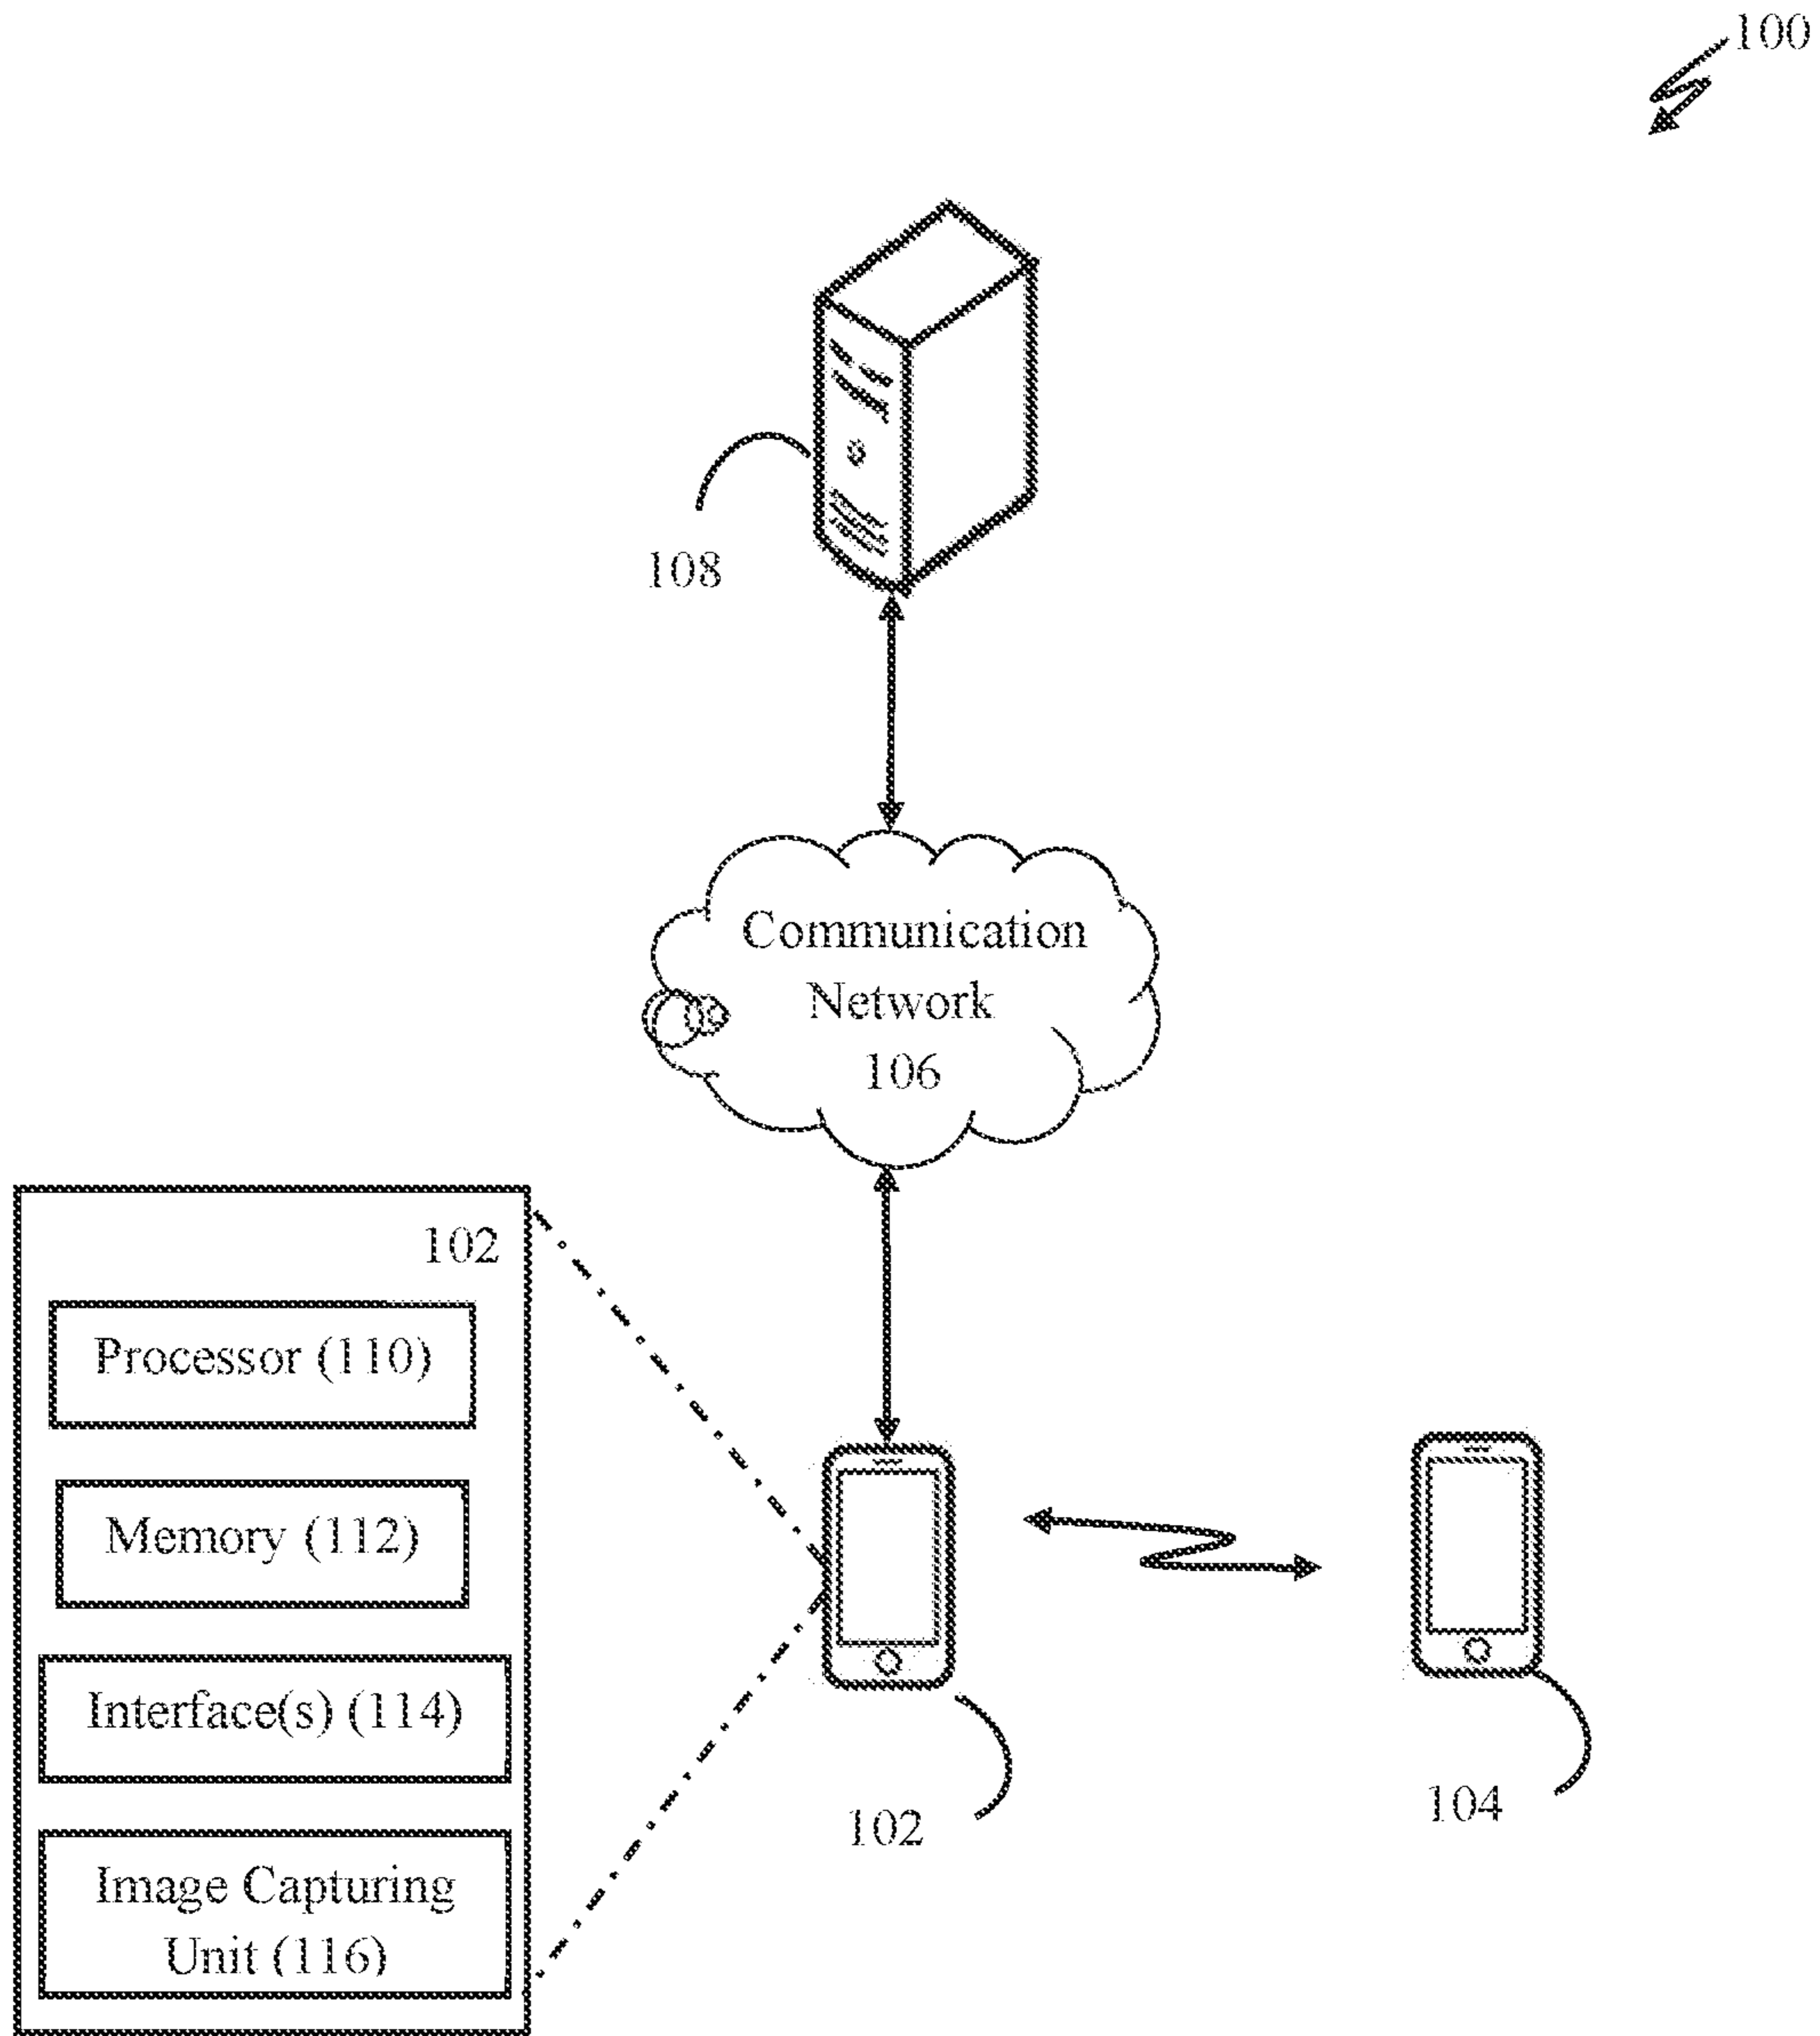 100
108
Communication
Network
106
102
Processor (110)
Memory (112)
Interface(s) (114)
Image Capturing
Unit (116)
102
104